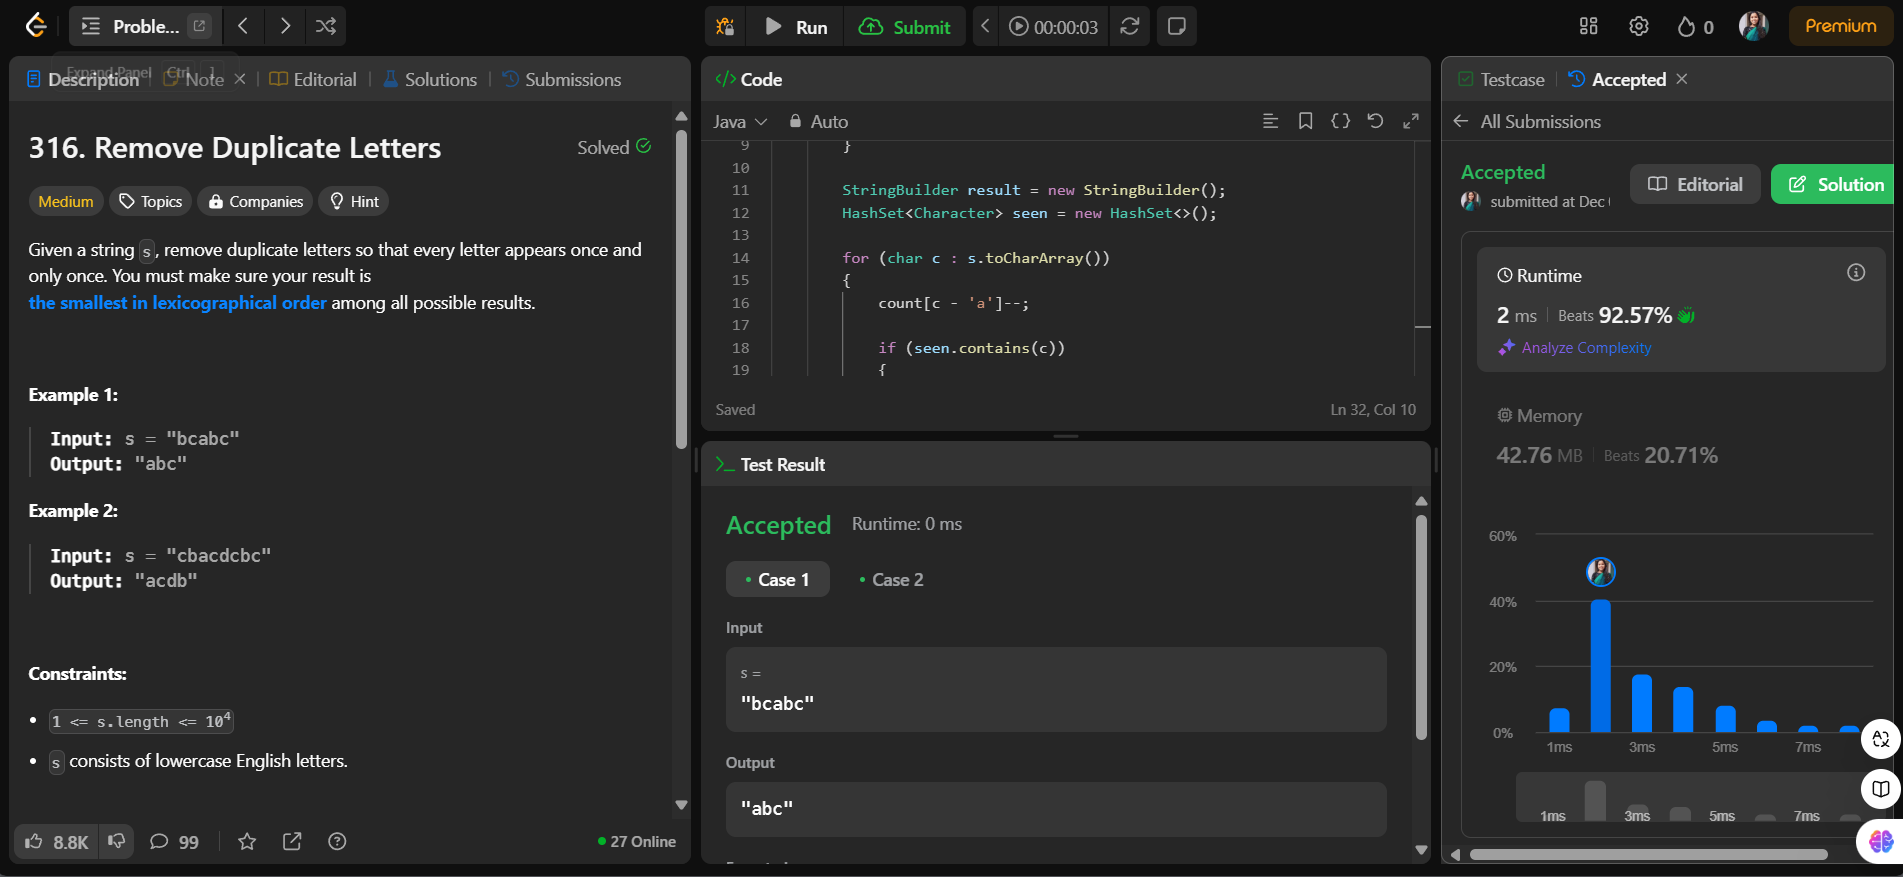 Proble...
Run
Submit
00:00:03
0
Premium
Expand Panel Ctrl ]
Description
Note
Editorial
Solutions
Submissions
316. Remove Duplicate Letters
Solved
Medium
Topics
Companies
Hint
Given a string s, remove duplicate letters so that every letter appears once and
only once. You must make sure your result is
the smallest in lexicographical order among all possible results.
Example 1:
Input: s = "bcabc"
Output: "abc"
Example 2:
Input: s = "cbacdcbc"
Output: "acdb"
Constraints:
• 1 <= s.length <= 10⁴
• s consists of lowercase English letters.
8.8K
99
27 Online
</> Code
Java
Auto
9 }
10
11 StringBuilder result = new StringBuilder();
12 HashSet<Character> seen = new HashSet<>();
13
14 for (char c : s.toCharArray())
15 {
16 count[c - 'a']--;
17
18 if (seen.contains(c))
19 {
Saved
Ln 32, Col 10
Test Result
Accepted Runtime: 0 ms
• Case 1 • Case 2
Input
s =
"bcabc"
Output
"abc"
Testcase
Accepted
All Submissions
Accepted
submitted at Dec
Editorial
Solution
Runtime
2 ms Beats 92.57%
Analyze Complexity
Memory
42.76 MB Beats 20.71%
60%
40%
20%
0%
1ms 3ms 5ms 7ms
1ms 3ms 5ms 7ms